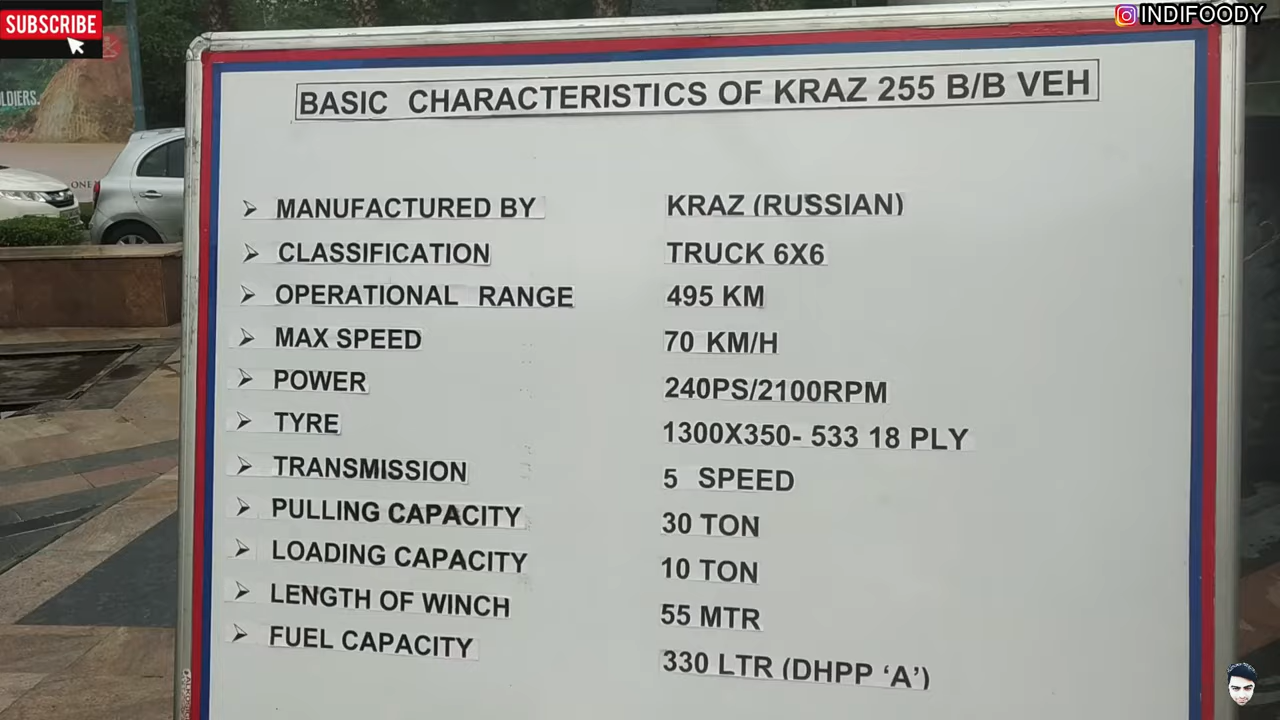 SUBSCRIBE
INDIFOODY
LDIERS.
ONE
BASIC CHARACTERISTICS OF KRAZ 255 B/B VEH
➢ MANUFACTURED BY KRAZ (RUSSIAN)
➢ CLASSIFICATION TRUCK 6X6
➢ OPERATIONAL RANGE 495 KM
➢ MAX SPEED 70 KM/H
➢ POWER 240PS/2100RPM
➢ TYRE 1300X350- 533 18 PLY
➢ TRANSMISSION 5 SPEED
➢ PULLING CAPACITY 30 TON
➢ LOADING CAPACITY 10 TON
➢ LENGTH OF WINCH 55 MTR
➢ FUEL CAPACITY 330 LTR (DHPP ‘A’)